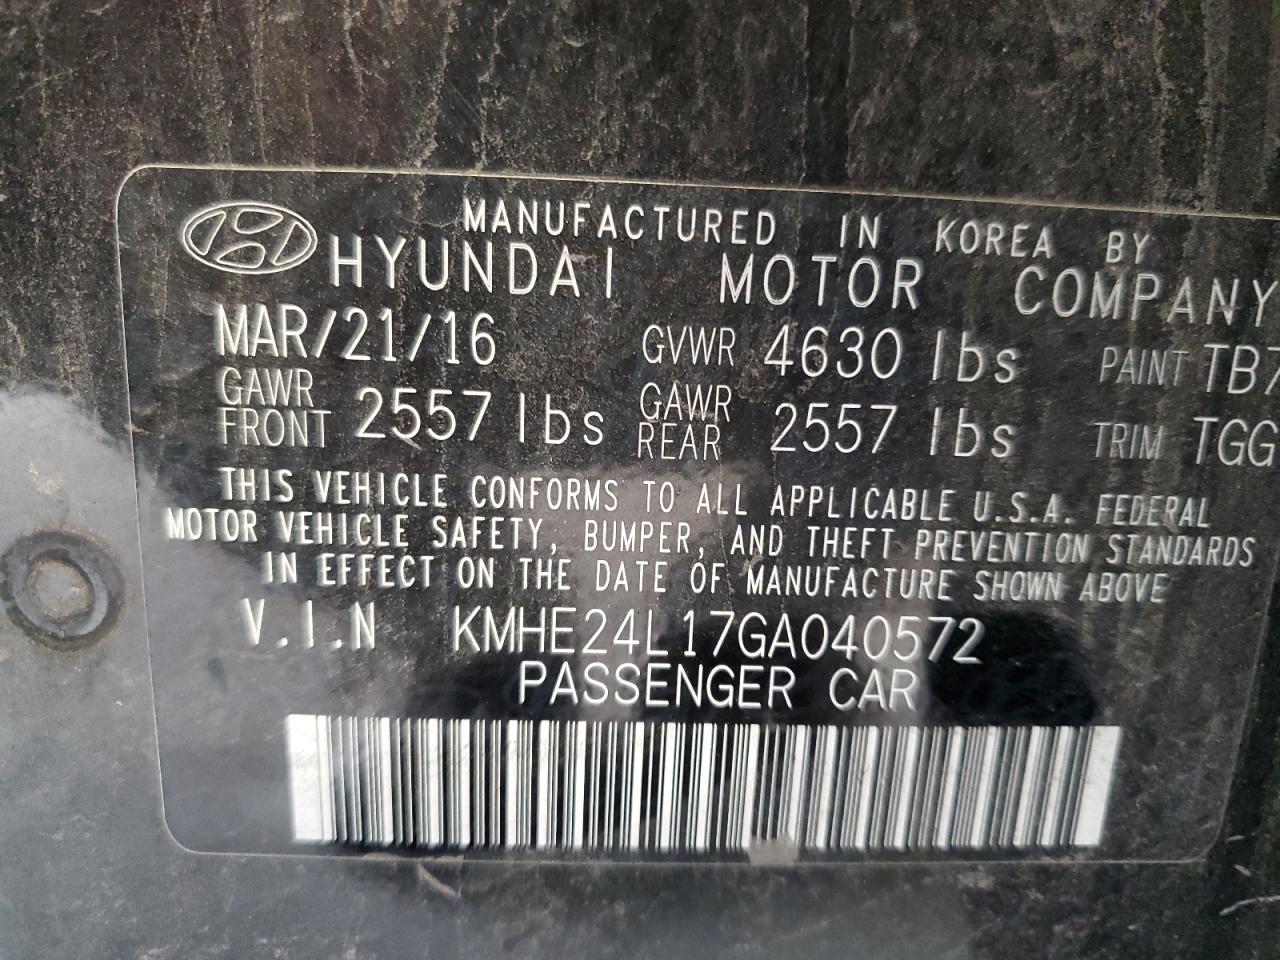 MANUFACTURED IN KOREA BY
HYUNDAI MOTOR COMPANY
MAR/21/16 GVWR 4630 lbs PAINT TB7
GAWR FRONT 2557 lbs GAWR REAR 2557 lbs TRIM TGG
THIS VEHICLE CONFORMS TO ALL APPLICABLE U.S.A. FEDERAL
MOTOR VEHICLE SAFETY, BUMPER, AND THEFT PREVENTION STANDARDS
IN EFFECT ON THE DATE OF MANUFACTURE SHOWN ABOVE
V.I.N KMHE24L17GA040572
PASSENGER CAR